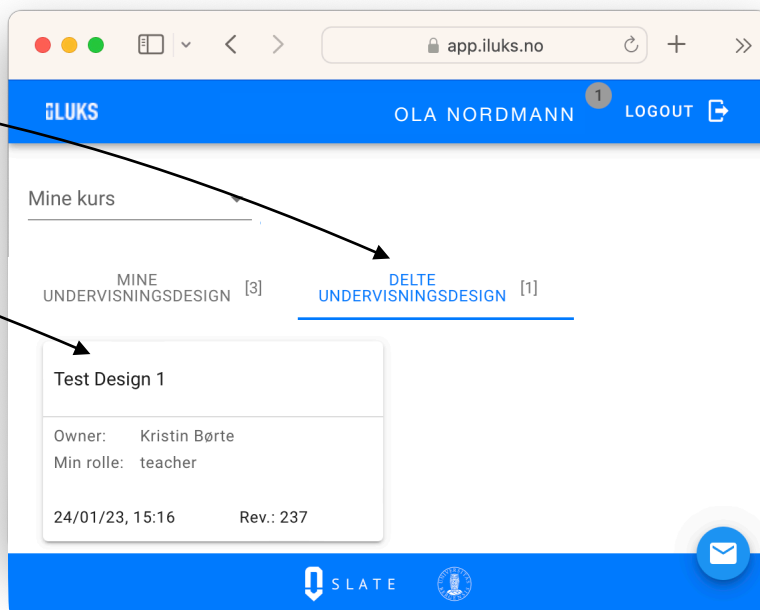 app.iluks.no
iLUKS
OLA NORDMANN
1
LOGOUT
Mine kurs
MINE
UNDERVISNINGSDESIGN [3]
DELTE
UNDERVISNINGSDESIGN [1]
Test Design 1
Owner: Kristin Børte
Min rolle: teacher
24/01/23, 15:16 Rev.: 237
SLATE